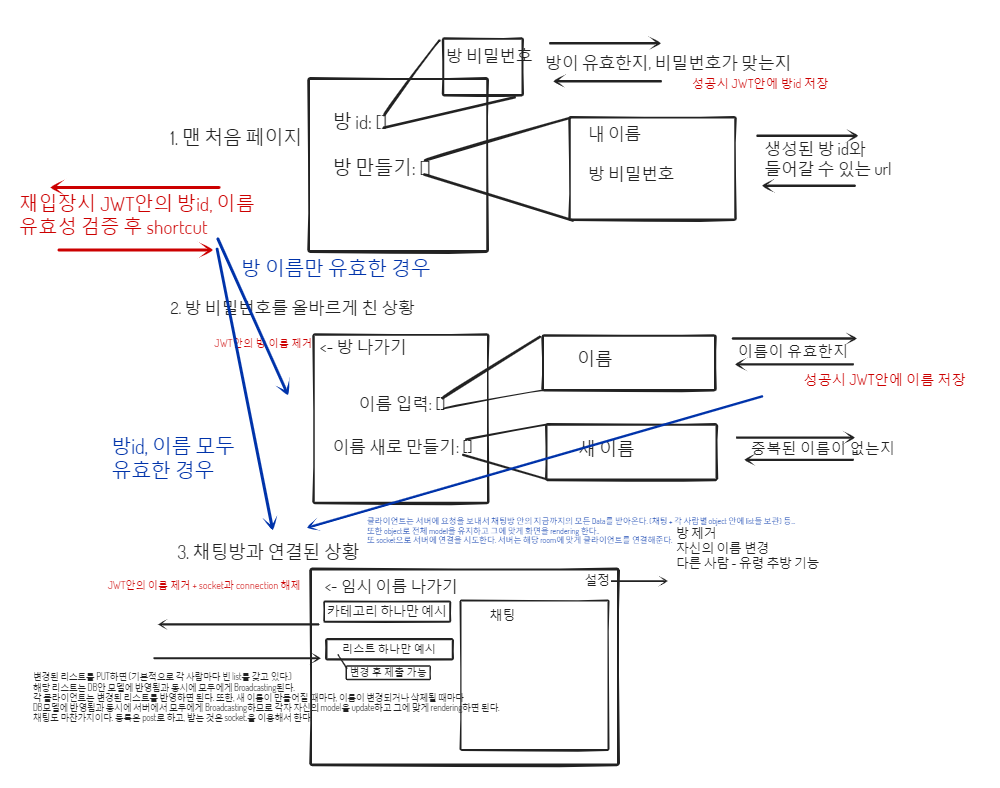 방 비밀번호
방이 유효한지, 비밀번호가 맞는지
성공시 JWT안에 방id 저장
1. 맨 처음 페이지
방 id: []
방 만들기: []
내 이름
방 비밀번호
생성된 방 id와
들어갈 수 있는 url
재입장시 JWT안의 방id, 이름
유효성 검증 후 shortcut
방 이름만 유효한 경우
2. 방 비밀번호를 올바르게 친 상황
JWT안의 방 이름 제거
<- 방 나가기
이름 입력: []
이름 새로 만들기: []
이름
이름이 유효한지
성공시 JWT안에 이름 저장
새 이름
중복된 이름이 없는지
방id, 이름 모두
유효한 경우
클라이언트는 서버에 요청을 보내서 채팅방 안의 지금까지의 모든 Data를 받아온다. (채팅 + 각 사람별 object 안에 list들 보관) 등...
또한 object로 전체 model을 유지하고 그에 맞게 화면을 rendering 한다.
또 socket으로 서버에 연결을 시도한다. 서버는 해당 room에 맞게 클라이언트를 연결해준다.
방 제거
자신의 이름 변경
다른 사람 - 유령 추방 기능
3. 채팅방과 연결된 상황
JWT안의 이름 제거 + socket과 connection 해제
<- 임시 이름 나가기
설정
카테고리 하나만 예시
채팅
리스트 하나만 예시
변경 후 제출 가능
변경된 리스트를 PUT하면 (기본적으로 각 사람마다 빈 list를 갖고 있다.)
해당 리스트는 DB안 모델에 반영됨과 동시에 모두에게 Broadcasting된다.
각 클라이언트는 변경된 리스트를 반영하면 된다. 또한, 새 이름이 만들어질 때마다, 이름이 변경되거나 삭제될 때마다
DB모델에 반영됨과 동시에 서버에서 모두에게 Broadcasting하므로 각자 자신의 model을 update하고 그에 맞게 rendering하면 된다.
채팅도 마찬가지이다. 등록은 post로 하고, 받는 것은 socket을 이용해서 한다.